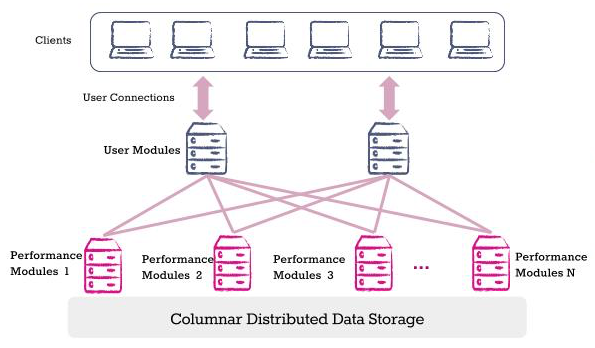 Clients
User Connections
User Modules
Performance
Modules 1
Performance
Modules 2
Performance
Modules 3
...
Performance
Modules N
Columnar Distributed Data Storage